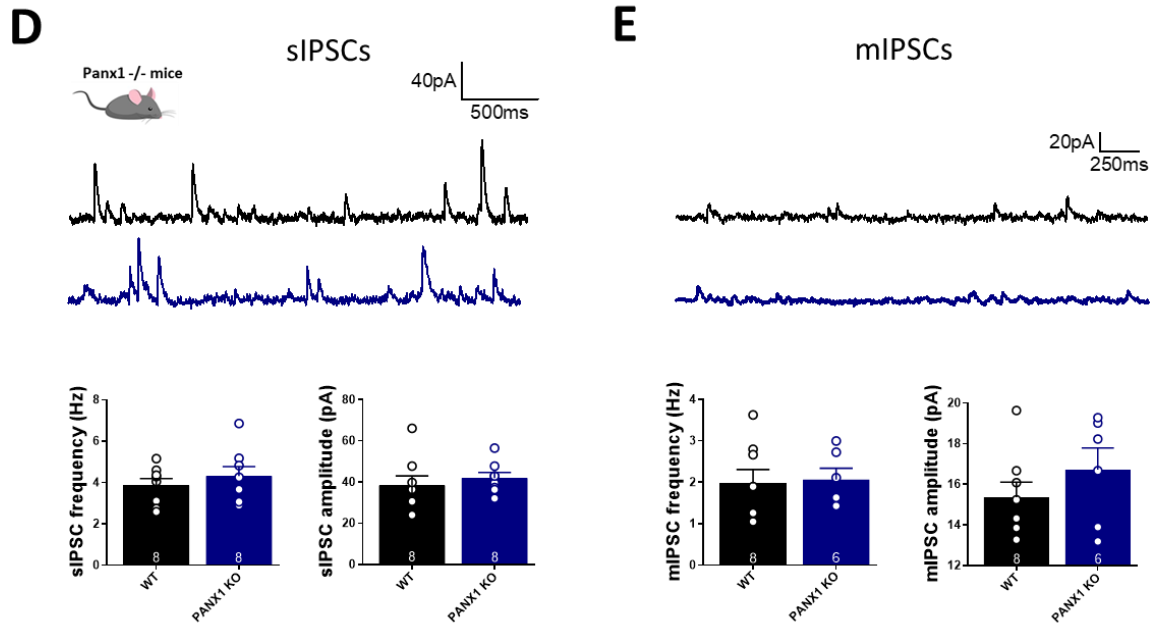 D
sIPSCs
Panx1 -/- mice
40pA
500ms
E
mIPSCs
20pA
250ms
sIPSC frequency (Hz)
8
6
4
2
0
8
8
WT
PANX1 KO
sIPSC amplitude (pA)
80
60
40
20
0
8
8
WT
PANX1 KO
mIPSC frequency (Hz)
4
3
2
1
0
8
6
WT
PANX1 KO
mIPSC amplitude (pA)
20
18
16
14
12
8
6
WT
PANX1 KO